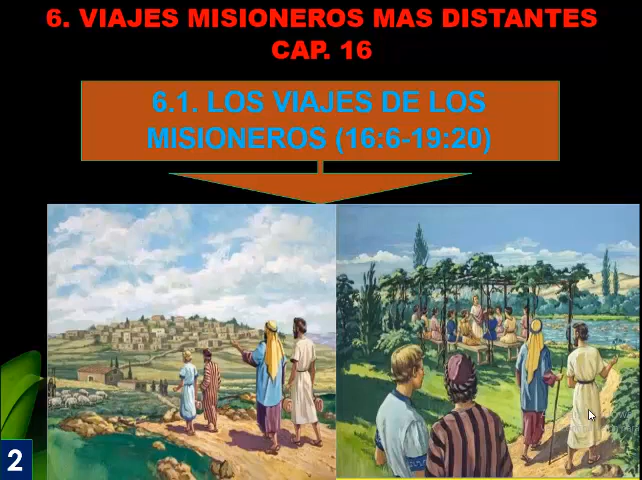 6. VIAJES MISIONEROS MAS DISTANTES
CAP. 16
6.1. LOS VIAJES DE LOS
MISIONEROS (16:6-19:20)
2